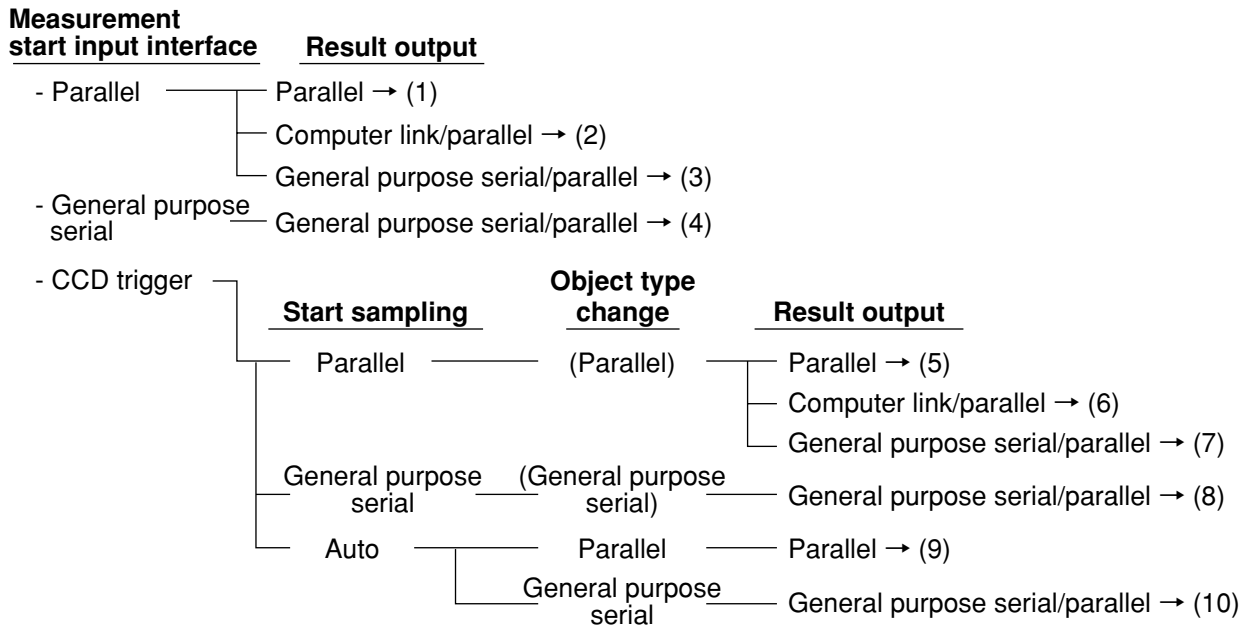 Measurement
start input interface Result output
- Parallel Parallel → (1)
Computer link/parallel → (2)
General purpose serial/parallel → (3)
- General purpose
serial General purpose serial/parallel → (4)
- CCD trigger
Start sampling Object type
change Result output
Parallel (Parallel) Parallel → (5)
Computer link/parallel → (6)
General purpose serial/parallel → (7)
General purpose
serial (General purpose
serial) General purpose serial/parallel → (8)
Auto Parallel Parallel → (9)
General purpose
serial General purpose serial/parallel → (10)